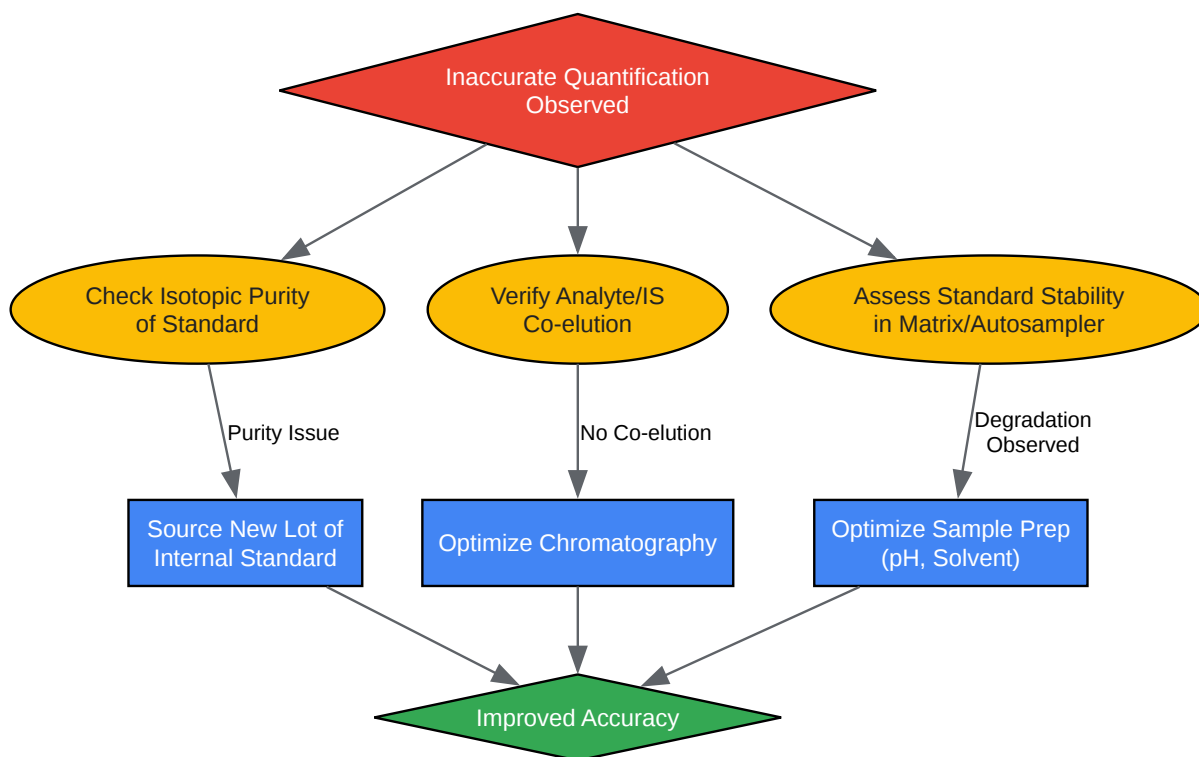 Inaccurate Quantification
Observed
Check Isotopic Purity
of Standard
Verify Analyte/IS
Co-elution
Assess Standard Stability
in Matrix/Autosampler
Purity Issue
No Co-elution
Degradation
Observed
Source New Lot of
Internal Standard
Optimize Chromatography
Optimize Sample Prep
(pH, Solvent)
Improved Accuracy